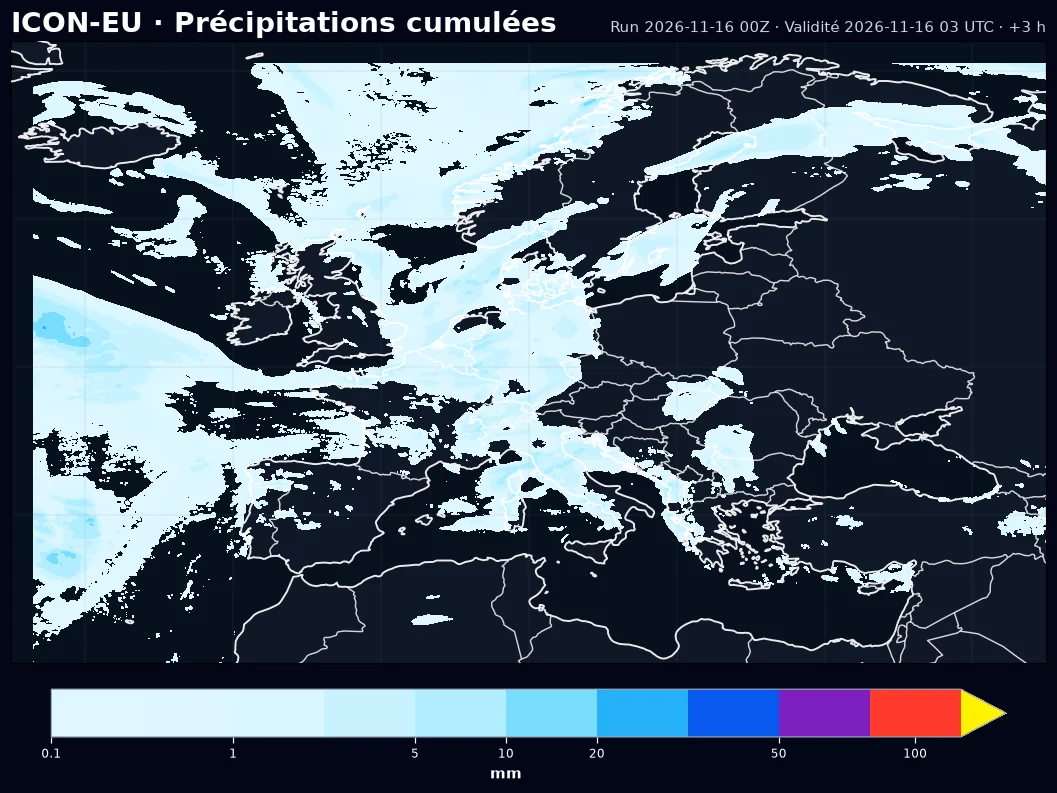 ICON-EU · Précipitations cumulées
Run 2026-11-16 00Z · Validité 2026-11-16 03 UTC · +3 h
0.1 1 5 10 20 50 100
mm